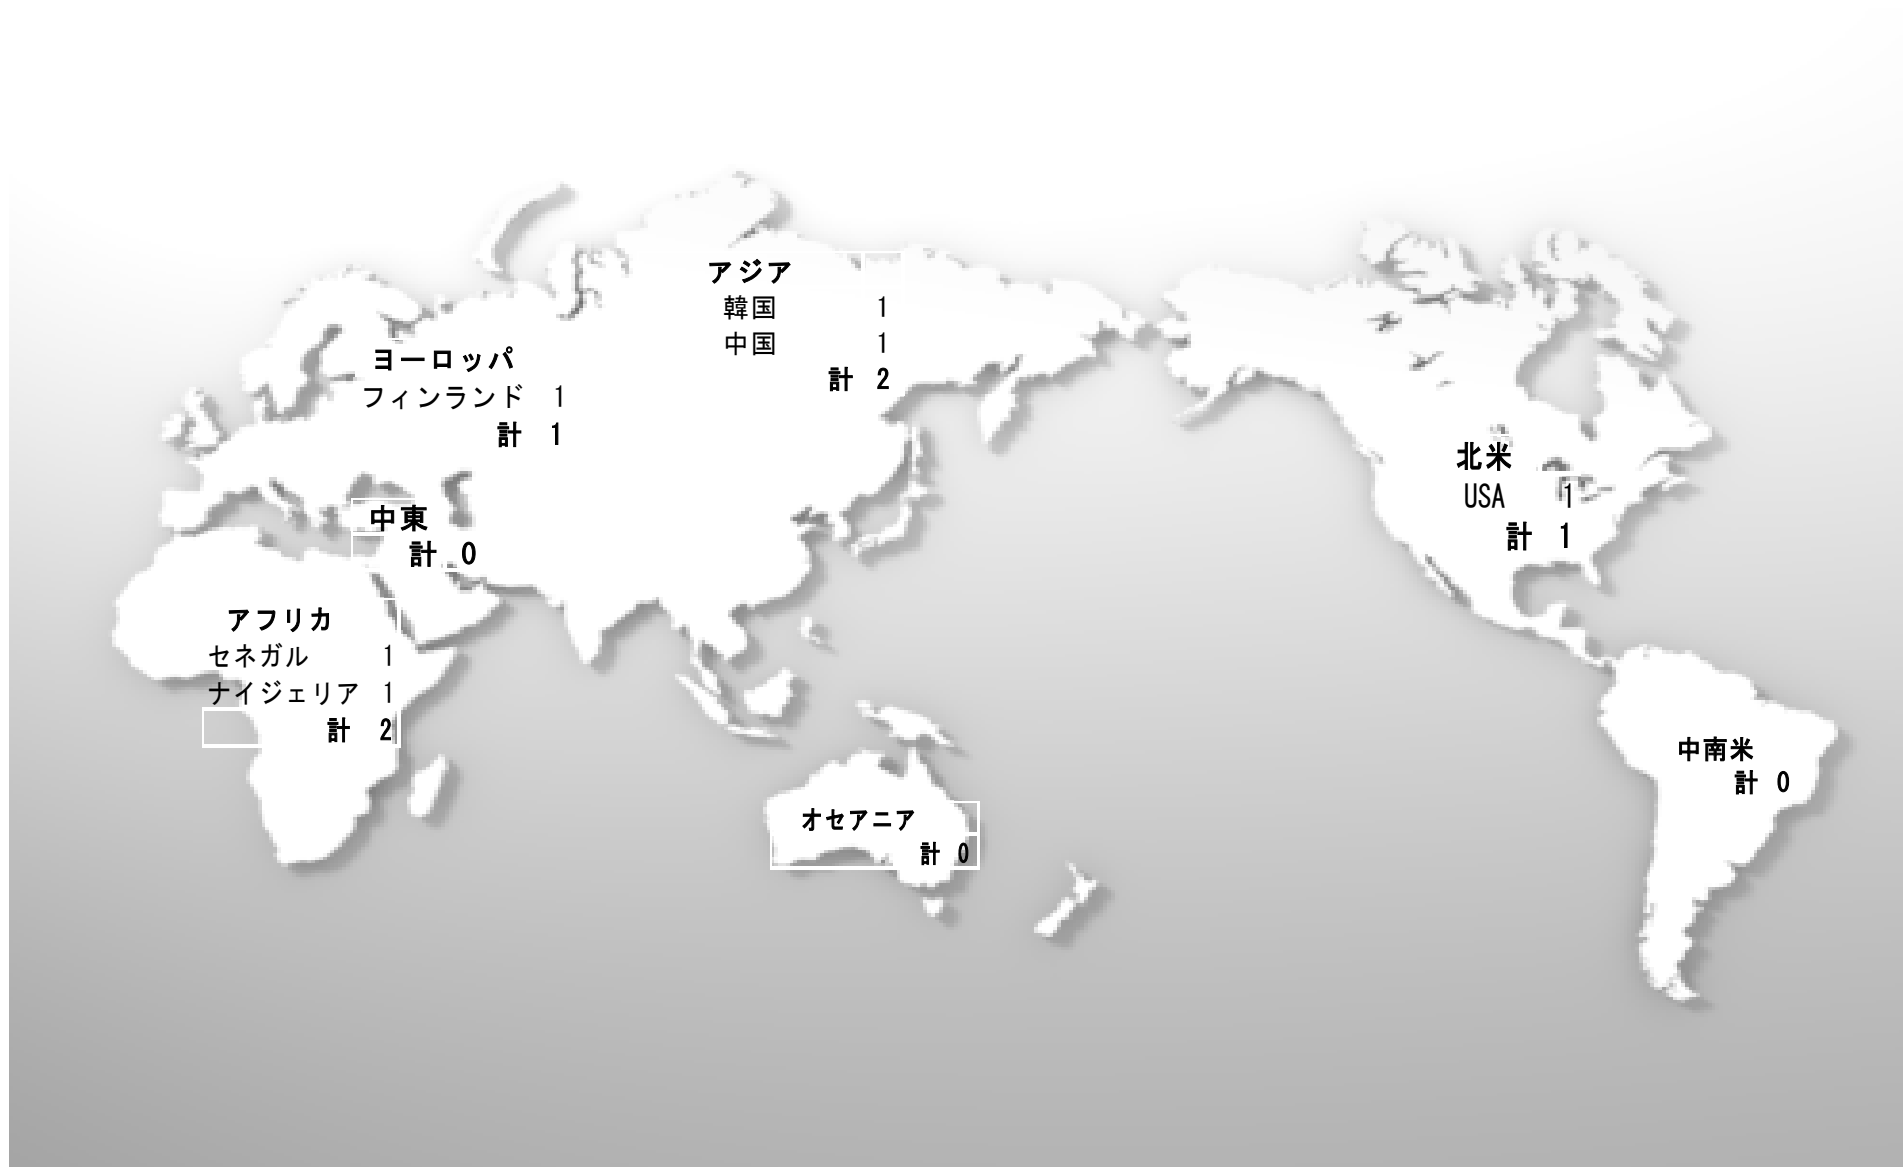 アジア
韓国 1
中国 1
計 2
ヨーロッパ
フィンランド 1
計 1
北米
USA 1
計 1
中東
計 0
アフリカ
セネガル 1
ナイジェリア 1
計 2
中南米
計 0
オセアニア
計 0